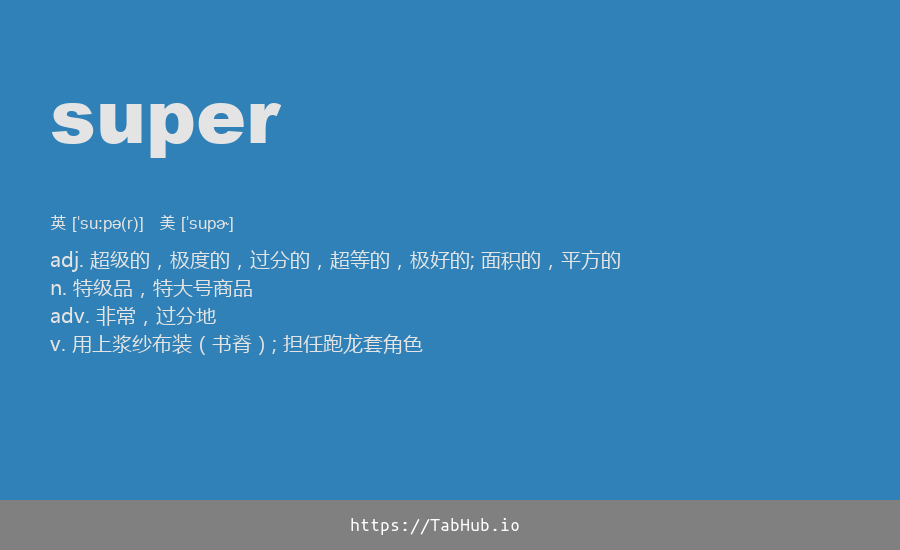 super
英 [ˈsuːpə(r)] 美 [ˈsupɚ]
adj. 超级的，极度的，过分的，超等的，极好的; 面积的，平方的
n. 特级品，特大号商品
adv. 非常，过分地
v. 用上浆纱布装（书脊）; 担任跑龙套角色
https://TabHub.io